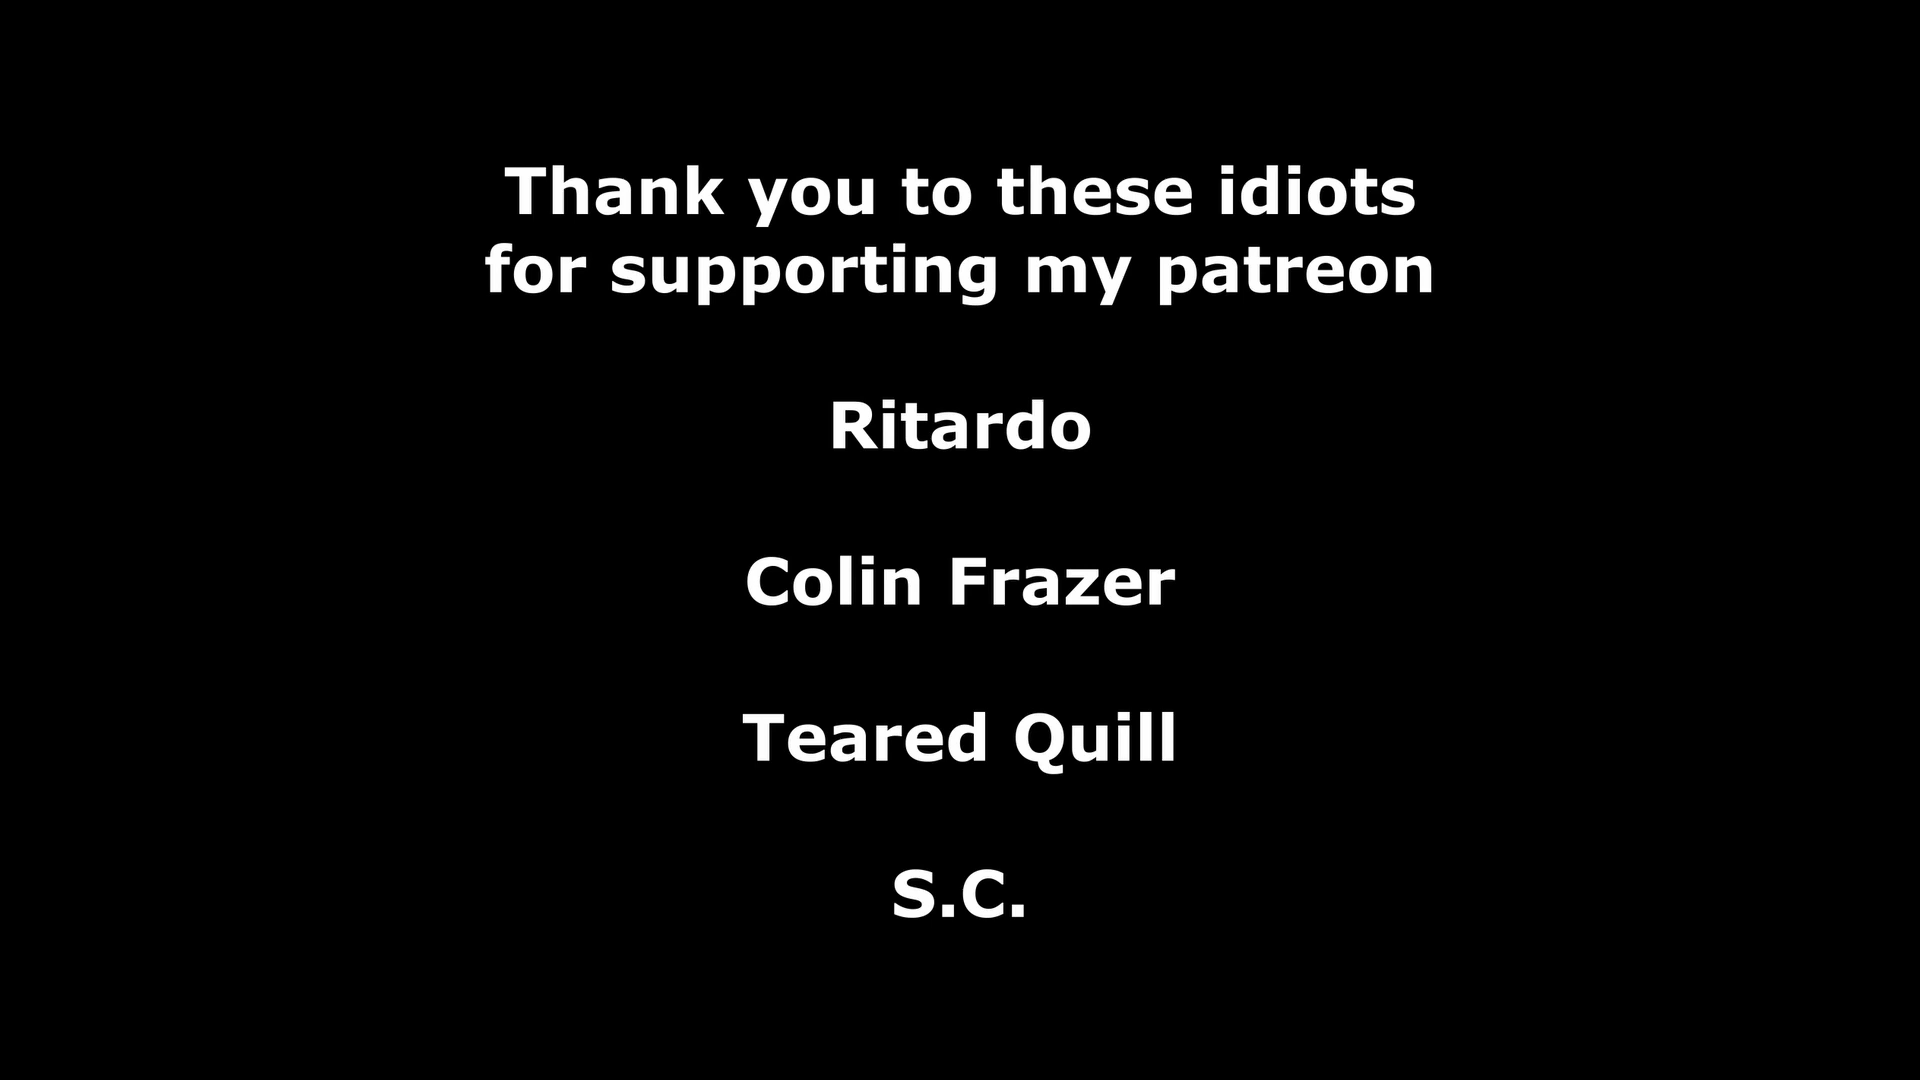 Thank you to these idiots
for supporting my patreon
Ritardo
Colin Frazer
Teared Quill
S.C.